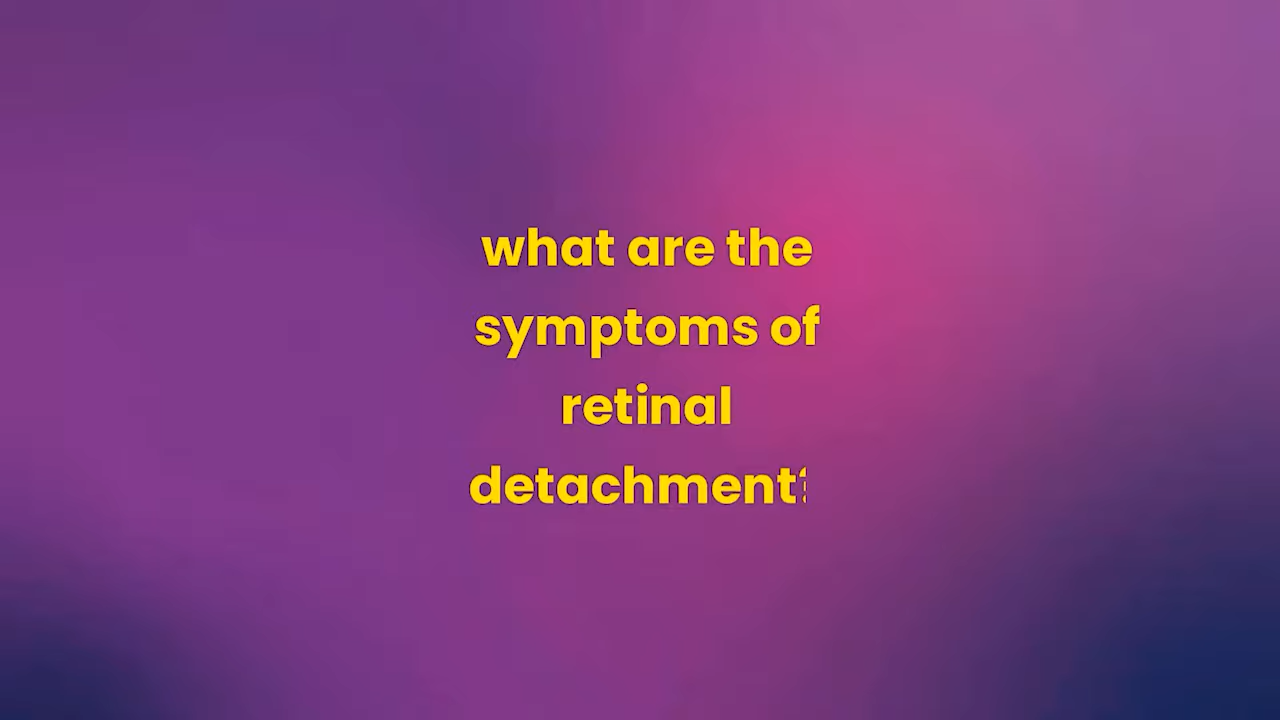 what are the
symptoms of
retinal
detachment?